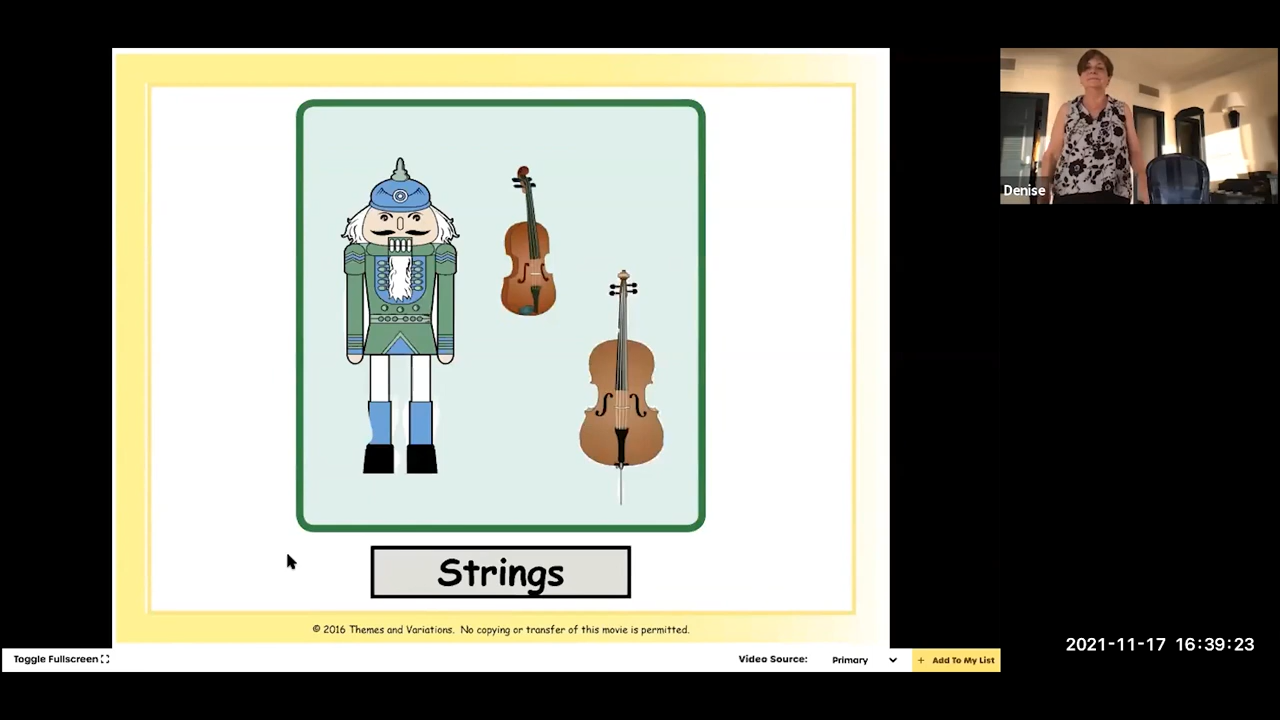 Denise
Strings
© 2016 Themes and Variations. No copying or transfer of this movie is permitted.
2021-11-17 16:39:23
Toggle Fullscreen
Video Source: Primary
+ Add To My List